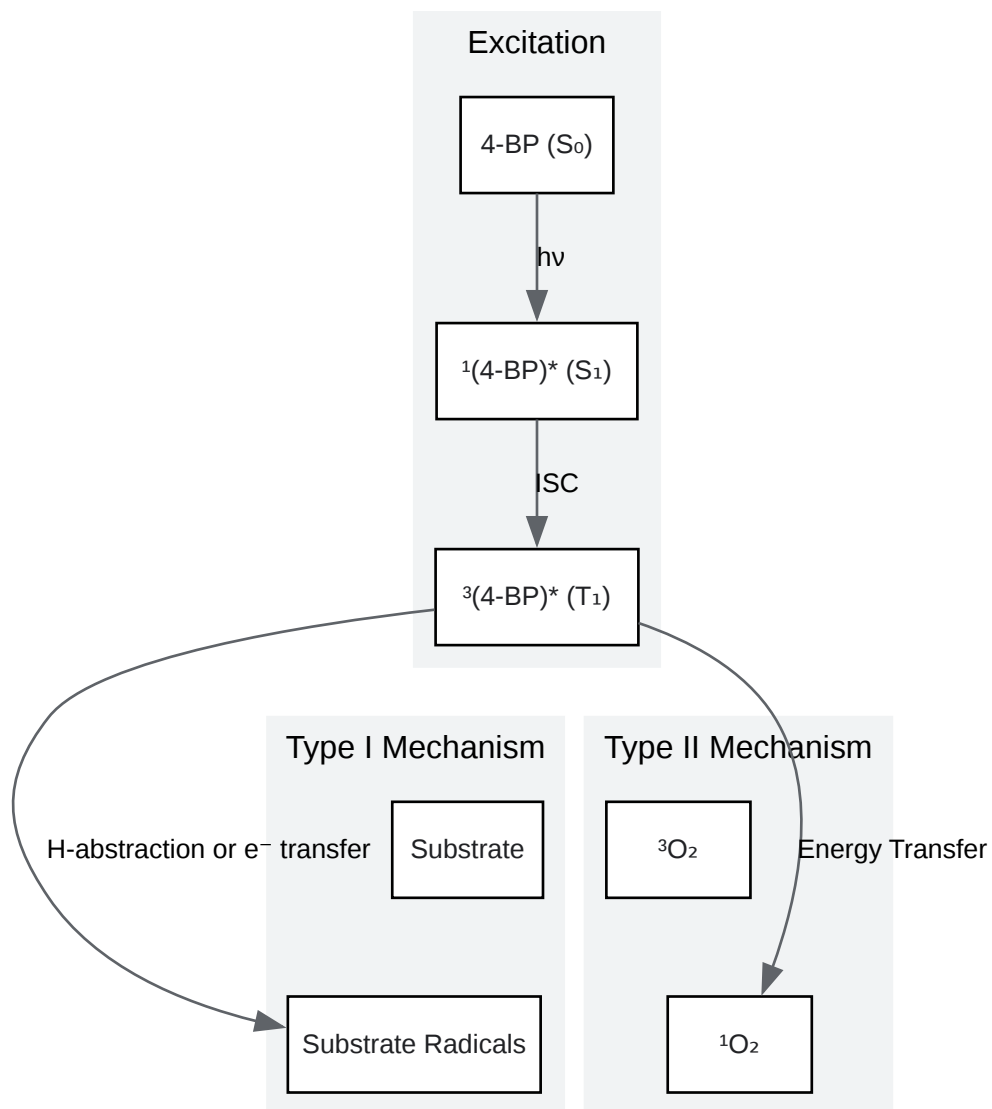 Excitation
4-BP (S₀)
hν
¹(4-BP)* (S₁)
ISC
³(4-BP)* (T₁)
Type I Mechanism
Type II Mechanism
H-abstraction or e⁻ transfer
Substrate
³O₂
Energy Transfer
Substrate Radicals
¹O₂